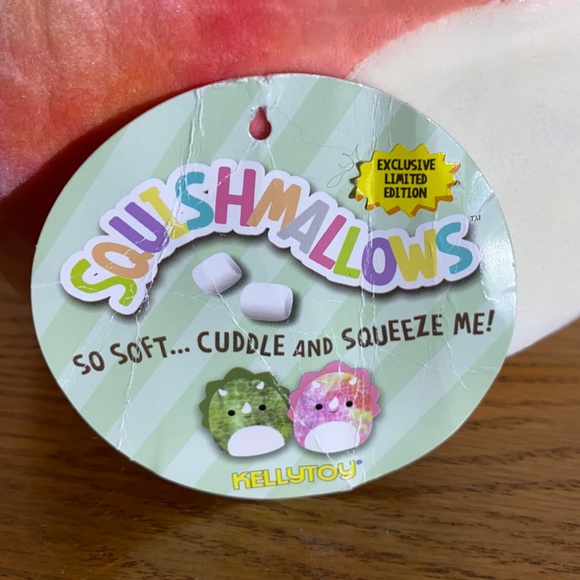 EXCLUSIVE
LIMITED
EDITION
SQUISHMALLOWS™
SO SOFT... CUDDLE AND SQUEEZE ME!
KELLYTOY®